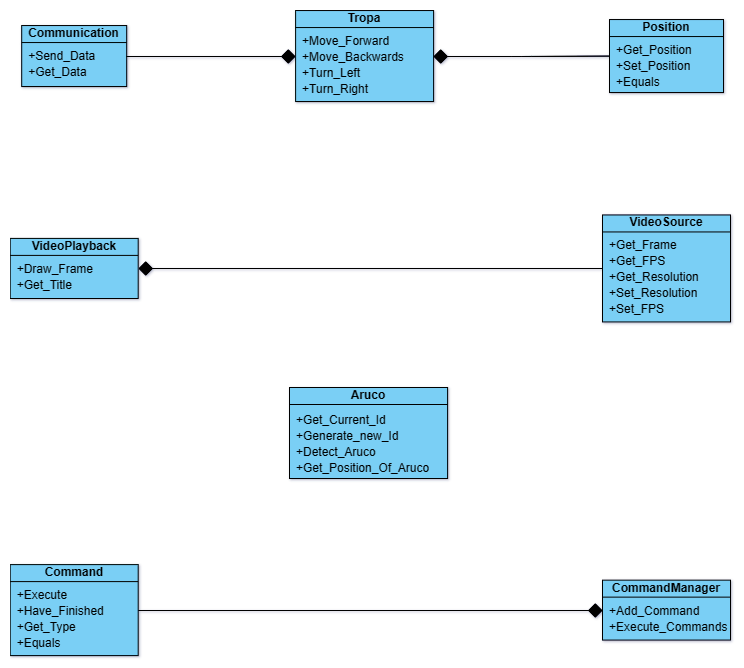 Communication
+Send_Data
+Get_Data
Tropa
+Move_Forward
+Move_Backwards
+Turn_Left
+Turn_Right
Position
+Get_Position
+Set_Position
+Equals
VideoPlayback
+Draw_Frame
+Get_Title
VideoSource
+Get_Frame
+Get_FPS
+Get_Resolution
+Set_Resolution
+Set_FPS
Aruco
+Get_Current_Id
+Generate_new_Id
+Detect_Aruco
+Get_Position_Of_Aruco
Command
+Execute
+Have_Finished
+Get_Type
+Equals
CommandManager
+Add_Command
+Execute_Commands